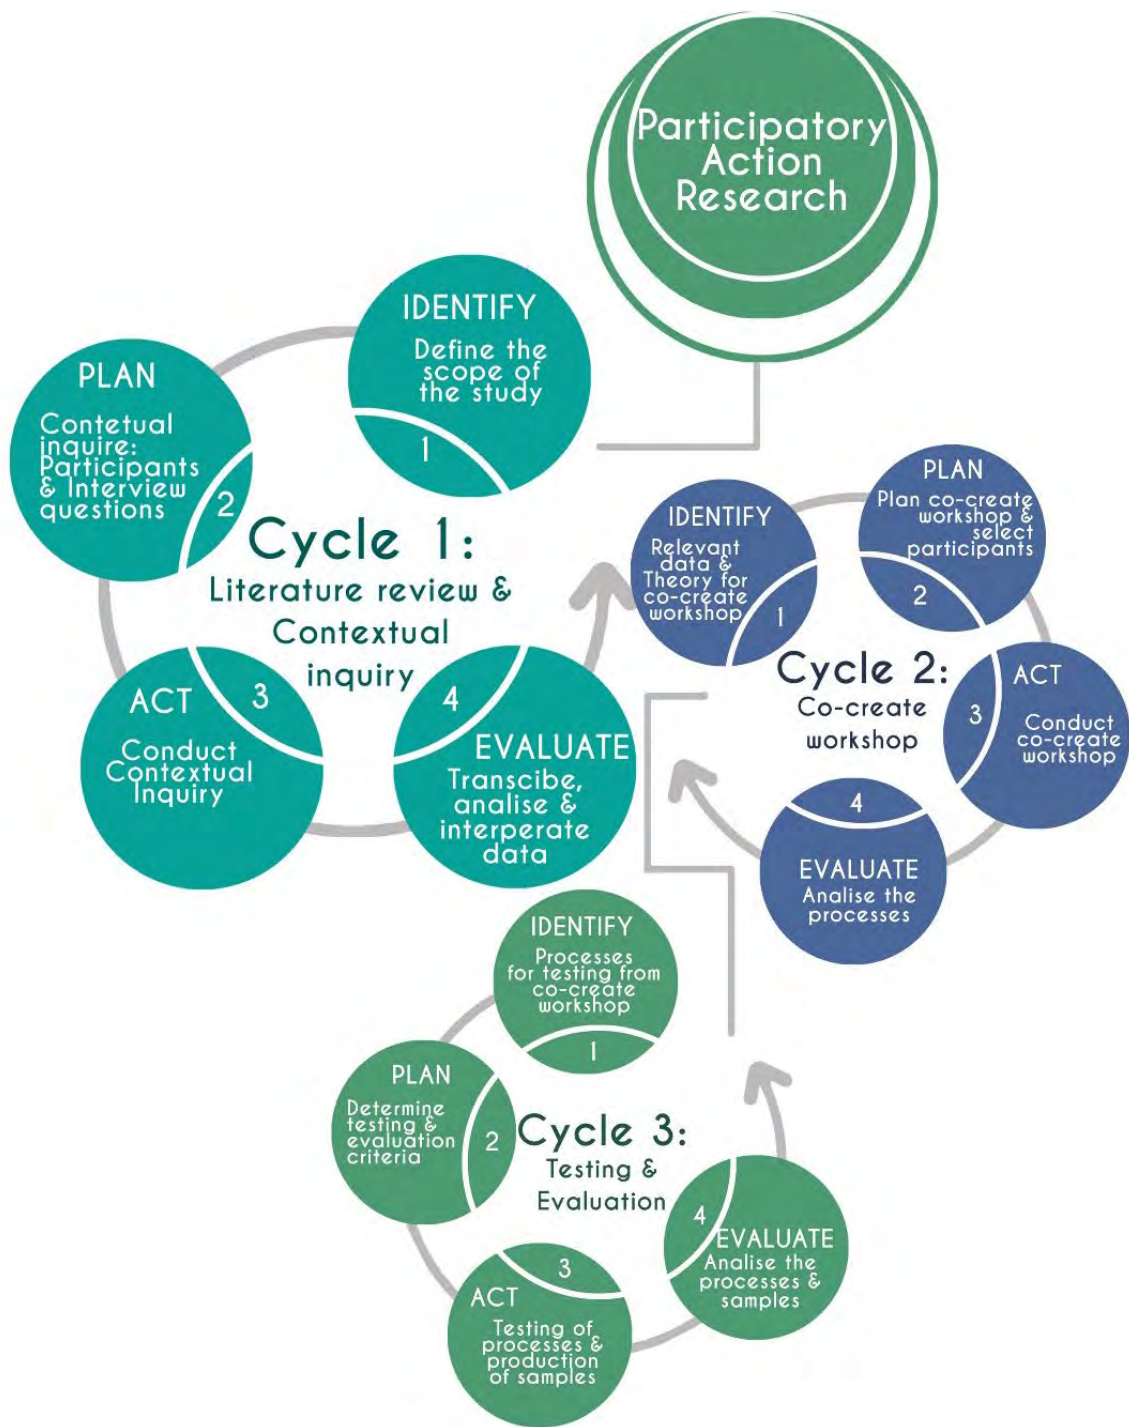 Participatory
Action
Research
IDENTIFY
Define the
scope of
the study
1
PLAN
Contetual
inquire:
Participants
& Interview
questions
2
Cycle 1:
Literature review &
Contextual
inquiry
ACT
3
Conduct
Contextual
Inquiry
4
EVALUATE
Transcibe,
analise &
interperate
data
IDENTIFY
Relevant
data &
Theory for
co-create
workshop
1
PLAN
Plan co-create
workshop &
select
participants
2
Cycle 2:
Co-create
workshop
ACT
3
Conduct
co-create
workshop
4
EVALUATE
Analise the
processes
IDENTIFY
Processes
for testing from
co-create
workshop
1
PLAN
Determine
testing &
evaluation
criteria
2
Cycle 3:
Testing &
Evaluation
3
ACT
Testing of
processes &
production
of samples
4
EVALUATE
Analise the
processes &
samples